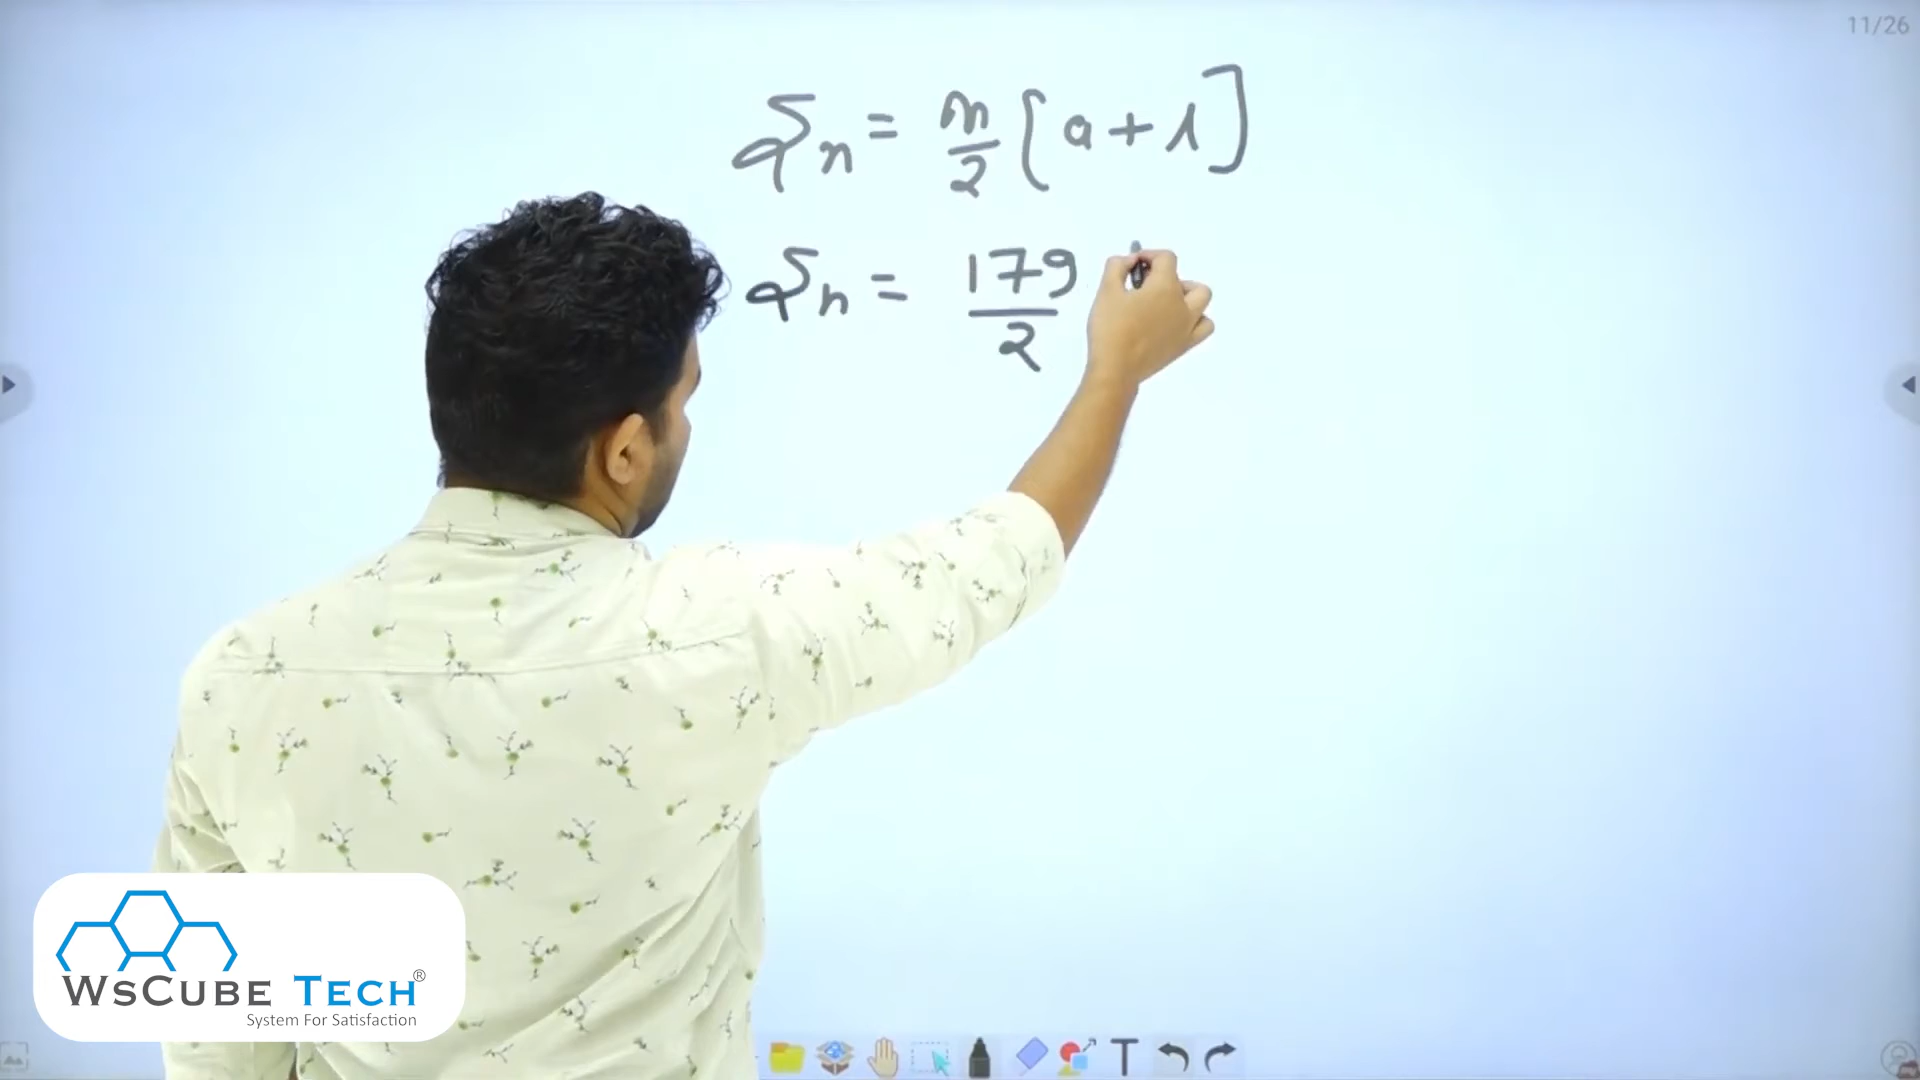 11/26
Sn = n/2 [a + l]
Sn = 179/2
WsCube Tech®
System For Satisfaction
T